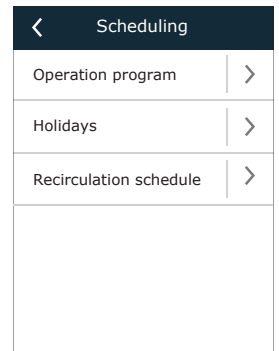 Scheduling
Operation program
Holidays
Recirculation schedule